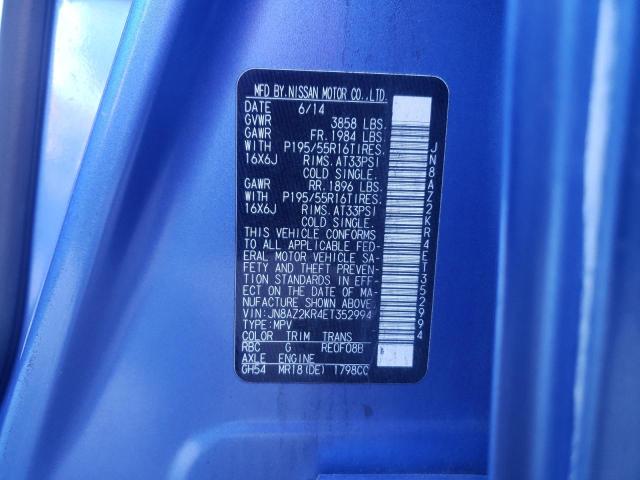 MFD BY.NISSAN MOTOR CO.,LTD.
DATE 6/14
GVWR 3858 LBS.
GAWR FR.1984 LBS.
WITH P195/55R16TIRES.
16X6J RIMS.AT33PSI
COLD SINGLE.
GAWR RR.1896 LBS.
WITH P195/55R16TIRES.
16X6J RIMS.AT33PSI
COLD SINGLE.
THIS VEHICLE CONFORMS
TO ALL APPLICABLE FED-
ERAL MOTOR VEHICLE SA-
FETY AND THEFT PREVEN-
TION STANDARDS IN EFF-
ECT ON THE DATE OF MA-
NUFACTURE SHOWN ABOVE.
VIN:JN8AZ2KR4ET352994
TYPE:MPV
COLOR TRIM TRANS
RBC G RE0F08B
AXLE ENGINE
GH54 MR18(DE) 1798CC
JN8AZ2KR4ET352994